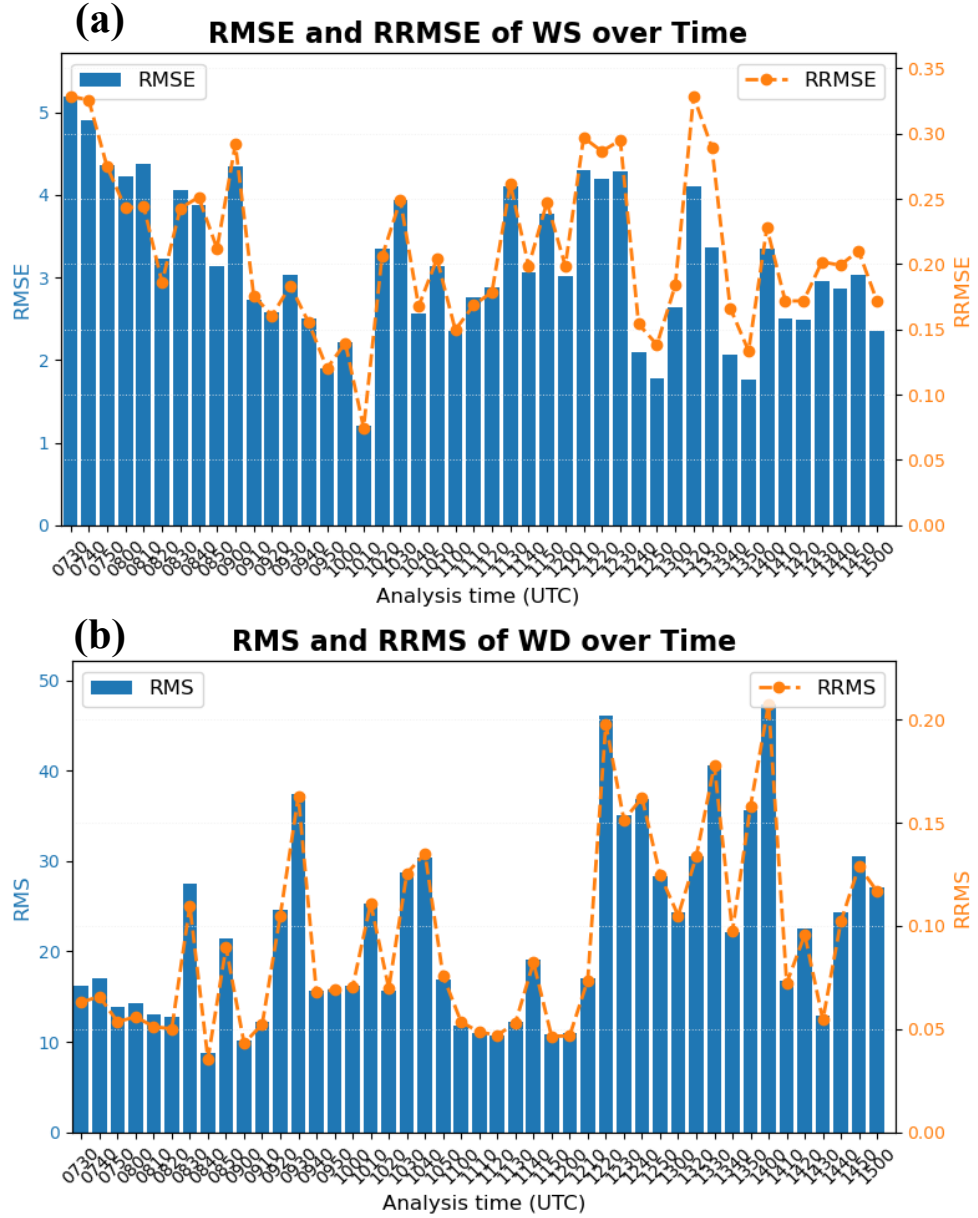 (a)
RMSE and RRMSE of WS over Time
RMSE
RRMSE
5
4
3
2
1
0
RMSE
0.35
0.30
0.25
0.20
0.15
0.10
0.05
0.00
RRMSE
0730 0740 0750 0800 0810 0820 0830 0840 0850 0900 0910 0920 0930 0940 0950 1000 1010 1020 1030 1040 1050 1100 1110 1120 1130 1140 1150 1200 1210 1220 1230 1240 1250 1300 1320 1330 1340 1350 1400 1410 1420 1430 1440 1450 1500
Analysis time (UTC)
(b)
RMS and RRMS of WD over Time
RMS
RRMS
50
40
30
20
10
0
RMS
0.20
0.15
0.10
0.05
0.00
RRMS
0730 0740 0750 0800 0810 0820 0830 0840 0850 0900 0910 0920 0930 0940 0950 1000 1010 1020 1030 1040 1050 1100 1110 1120 1130 1140 1150 1200 1210 1220 1230 1240 1250 1300 1320 1330 1340 1350 1400 1410 1420 1430 1440 1450 1500
Analysis time (UTC)